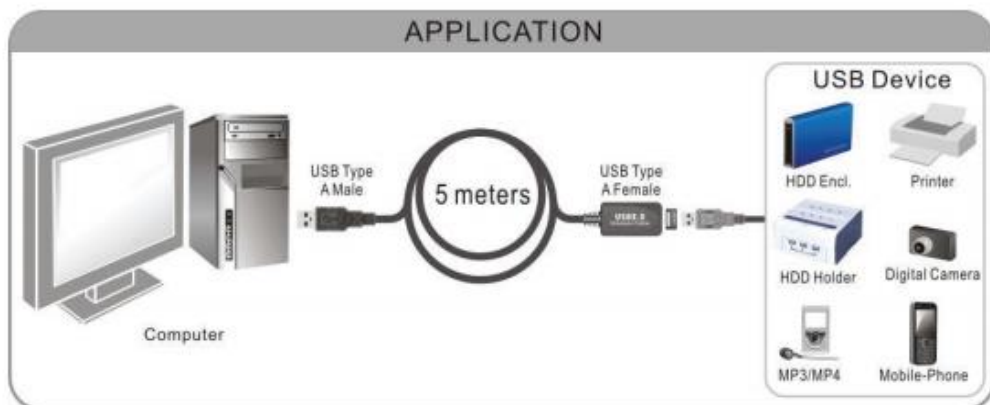 APPLICATION
USB Device
USB Type
A Male
5 meters
USB Type
A Female
HDD Encl.
Printer
HDD Holder
Digital Camera
Computer
MP3/MP4
Mobile-Phone